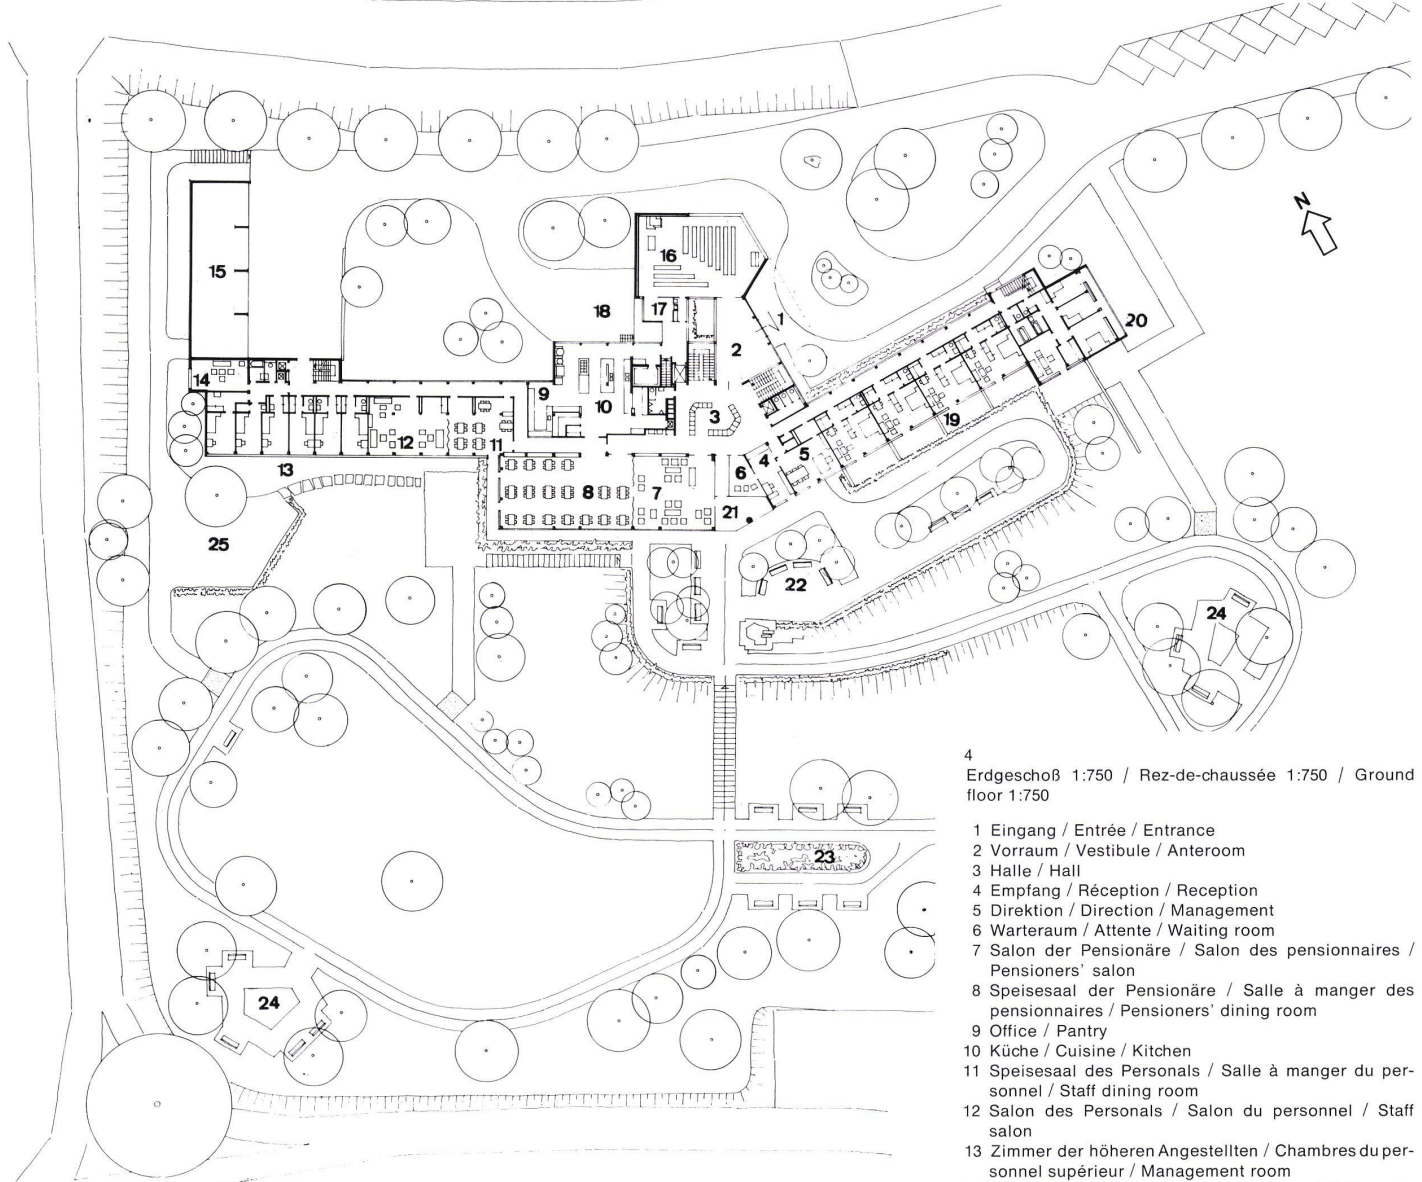 N
15
16
17
18
1
2
20
14
9
10
3
19
12
11
4
5
13
6
8
7
21
25
22
24
23
24
4
Erdgeschoß 1:750 / Rez-de-chaussée 1:750 / Ground
floor 1:750
1 Eingang / Entrée / Entrance
2 Vorraum / Vestibule / Anteroom
3 Halle / Hall
4 Empfang / Réception / Reception
5 Direktion / Direction / Management
6 Warteraum / Attente / Waiting room
7 Salon der Pensionäre / Salon des pensionnaires /
Pensioners' salon
8 Speisesaal der Pensionäre / Salle à manger des
pensionnaires / Pensioners' dining room
9 Office / Pantry
10 Küche / Cuisine / Kitchen
11 Speisesaal des Personals / Salle à manger du per-
sonnel / Staff dining room
12 Salon des Personals / Salon du personnel / Staff
salon
13 Zimmer der höheren Angestellten / Chambres du per-
sonnel supérieur / Management room